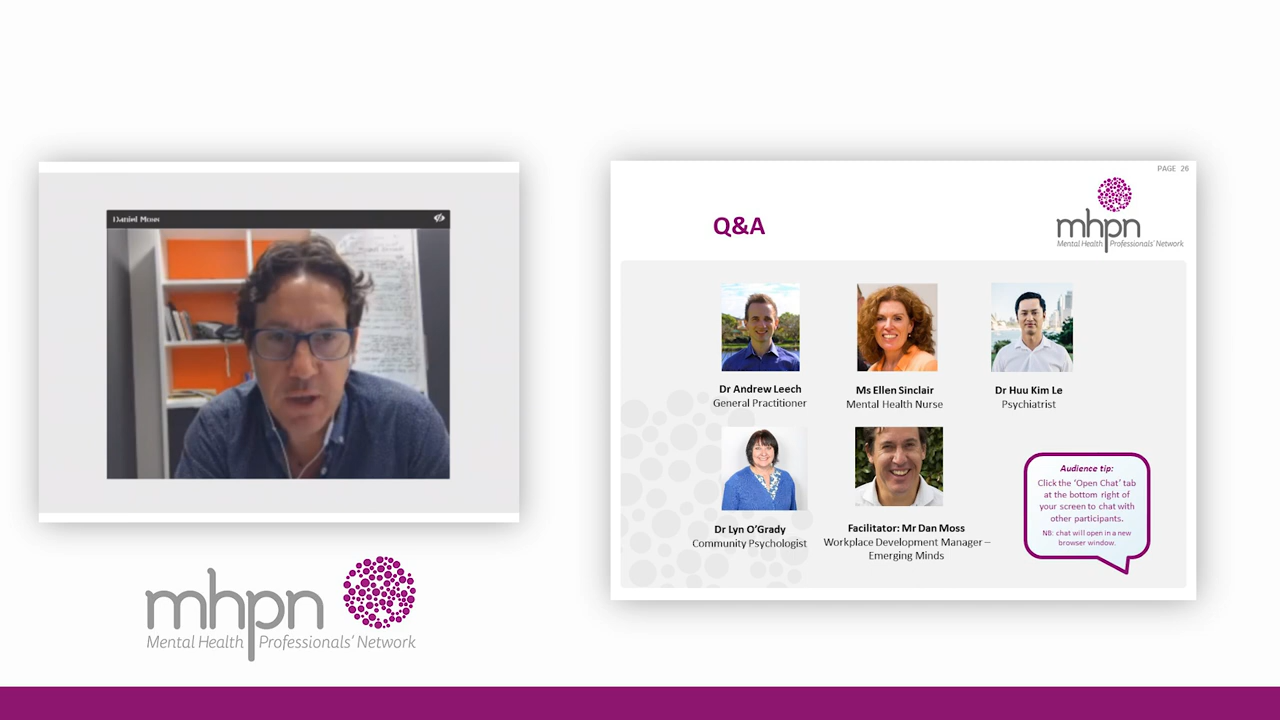 Daniel Moss
mhpn
Mental Health Professionals' Network
PAGE 26
Q&A
mhpn
Mental Health Professionals' Network
Dr Andrew Leech
General Practitioner
Ms Ellen Sinclair
Mental Health Nurse
Dr Huu Kim Le
Psychiatrist
Dr Lyn O'Grady
Community Psychologist
Facilitator: Mr Dan Moss
Workplace Development Manager –
Emerging Minds
Audience tip:
Click the 'Open Chat' tab
at the bottom right of
your screen to chat with
other participants.
NB: chat will open in a new
browser window.